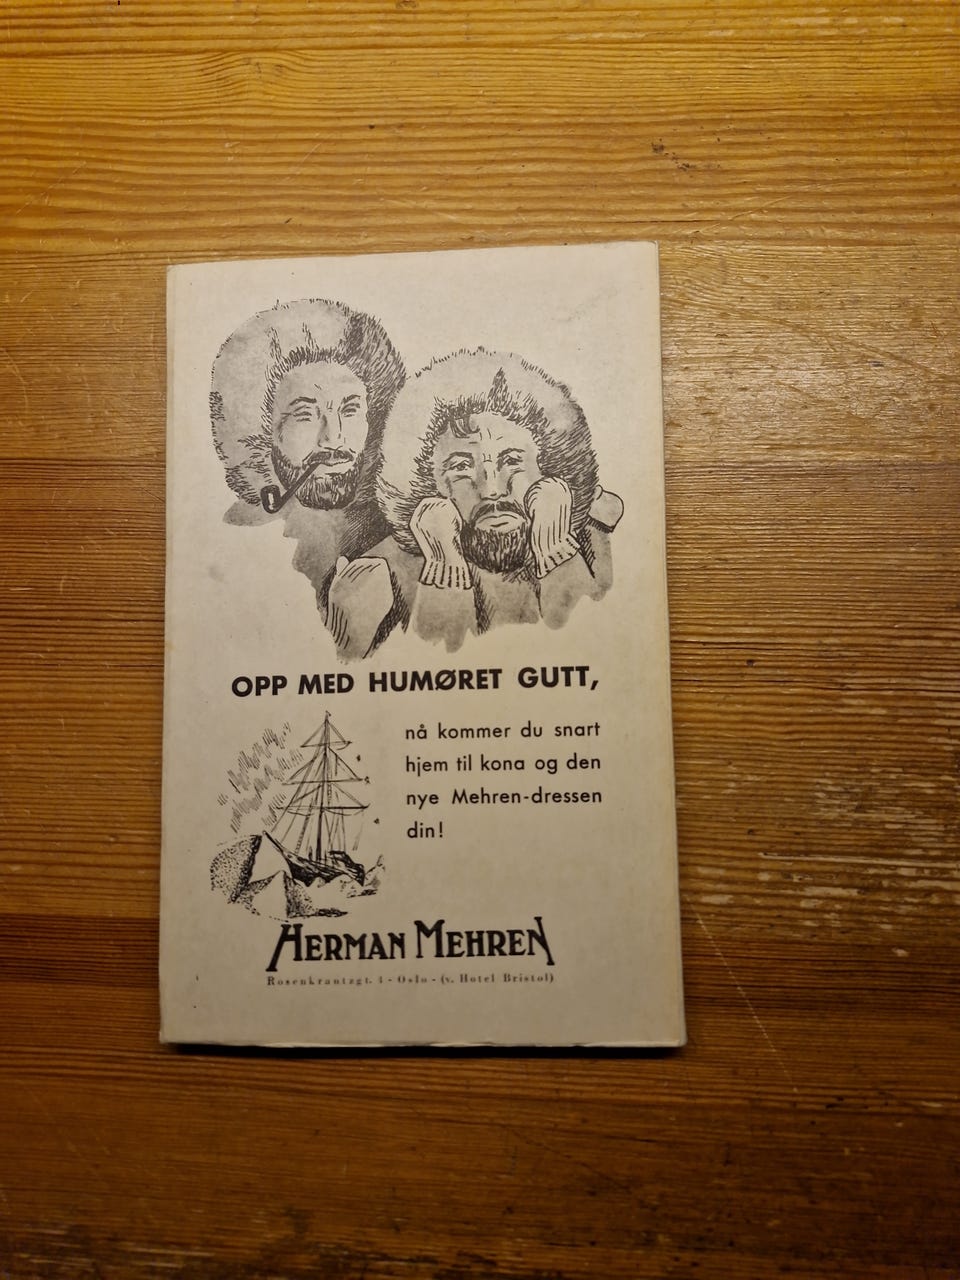 OPP MED HUMØRET GUTT,
nå kommer du snart
hjem til kona og den
nye Mehren-dressen
din!
HERMAN MEHREN
Rosenkrantzgt. 4 - Oslo - (v. Hotel Bristol)